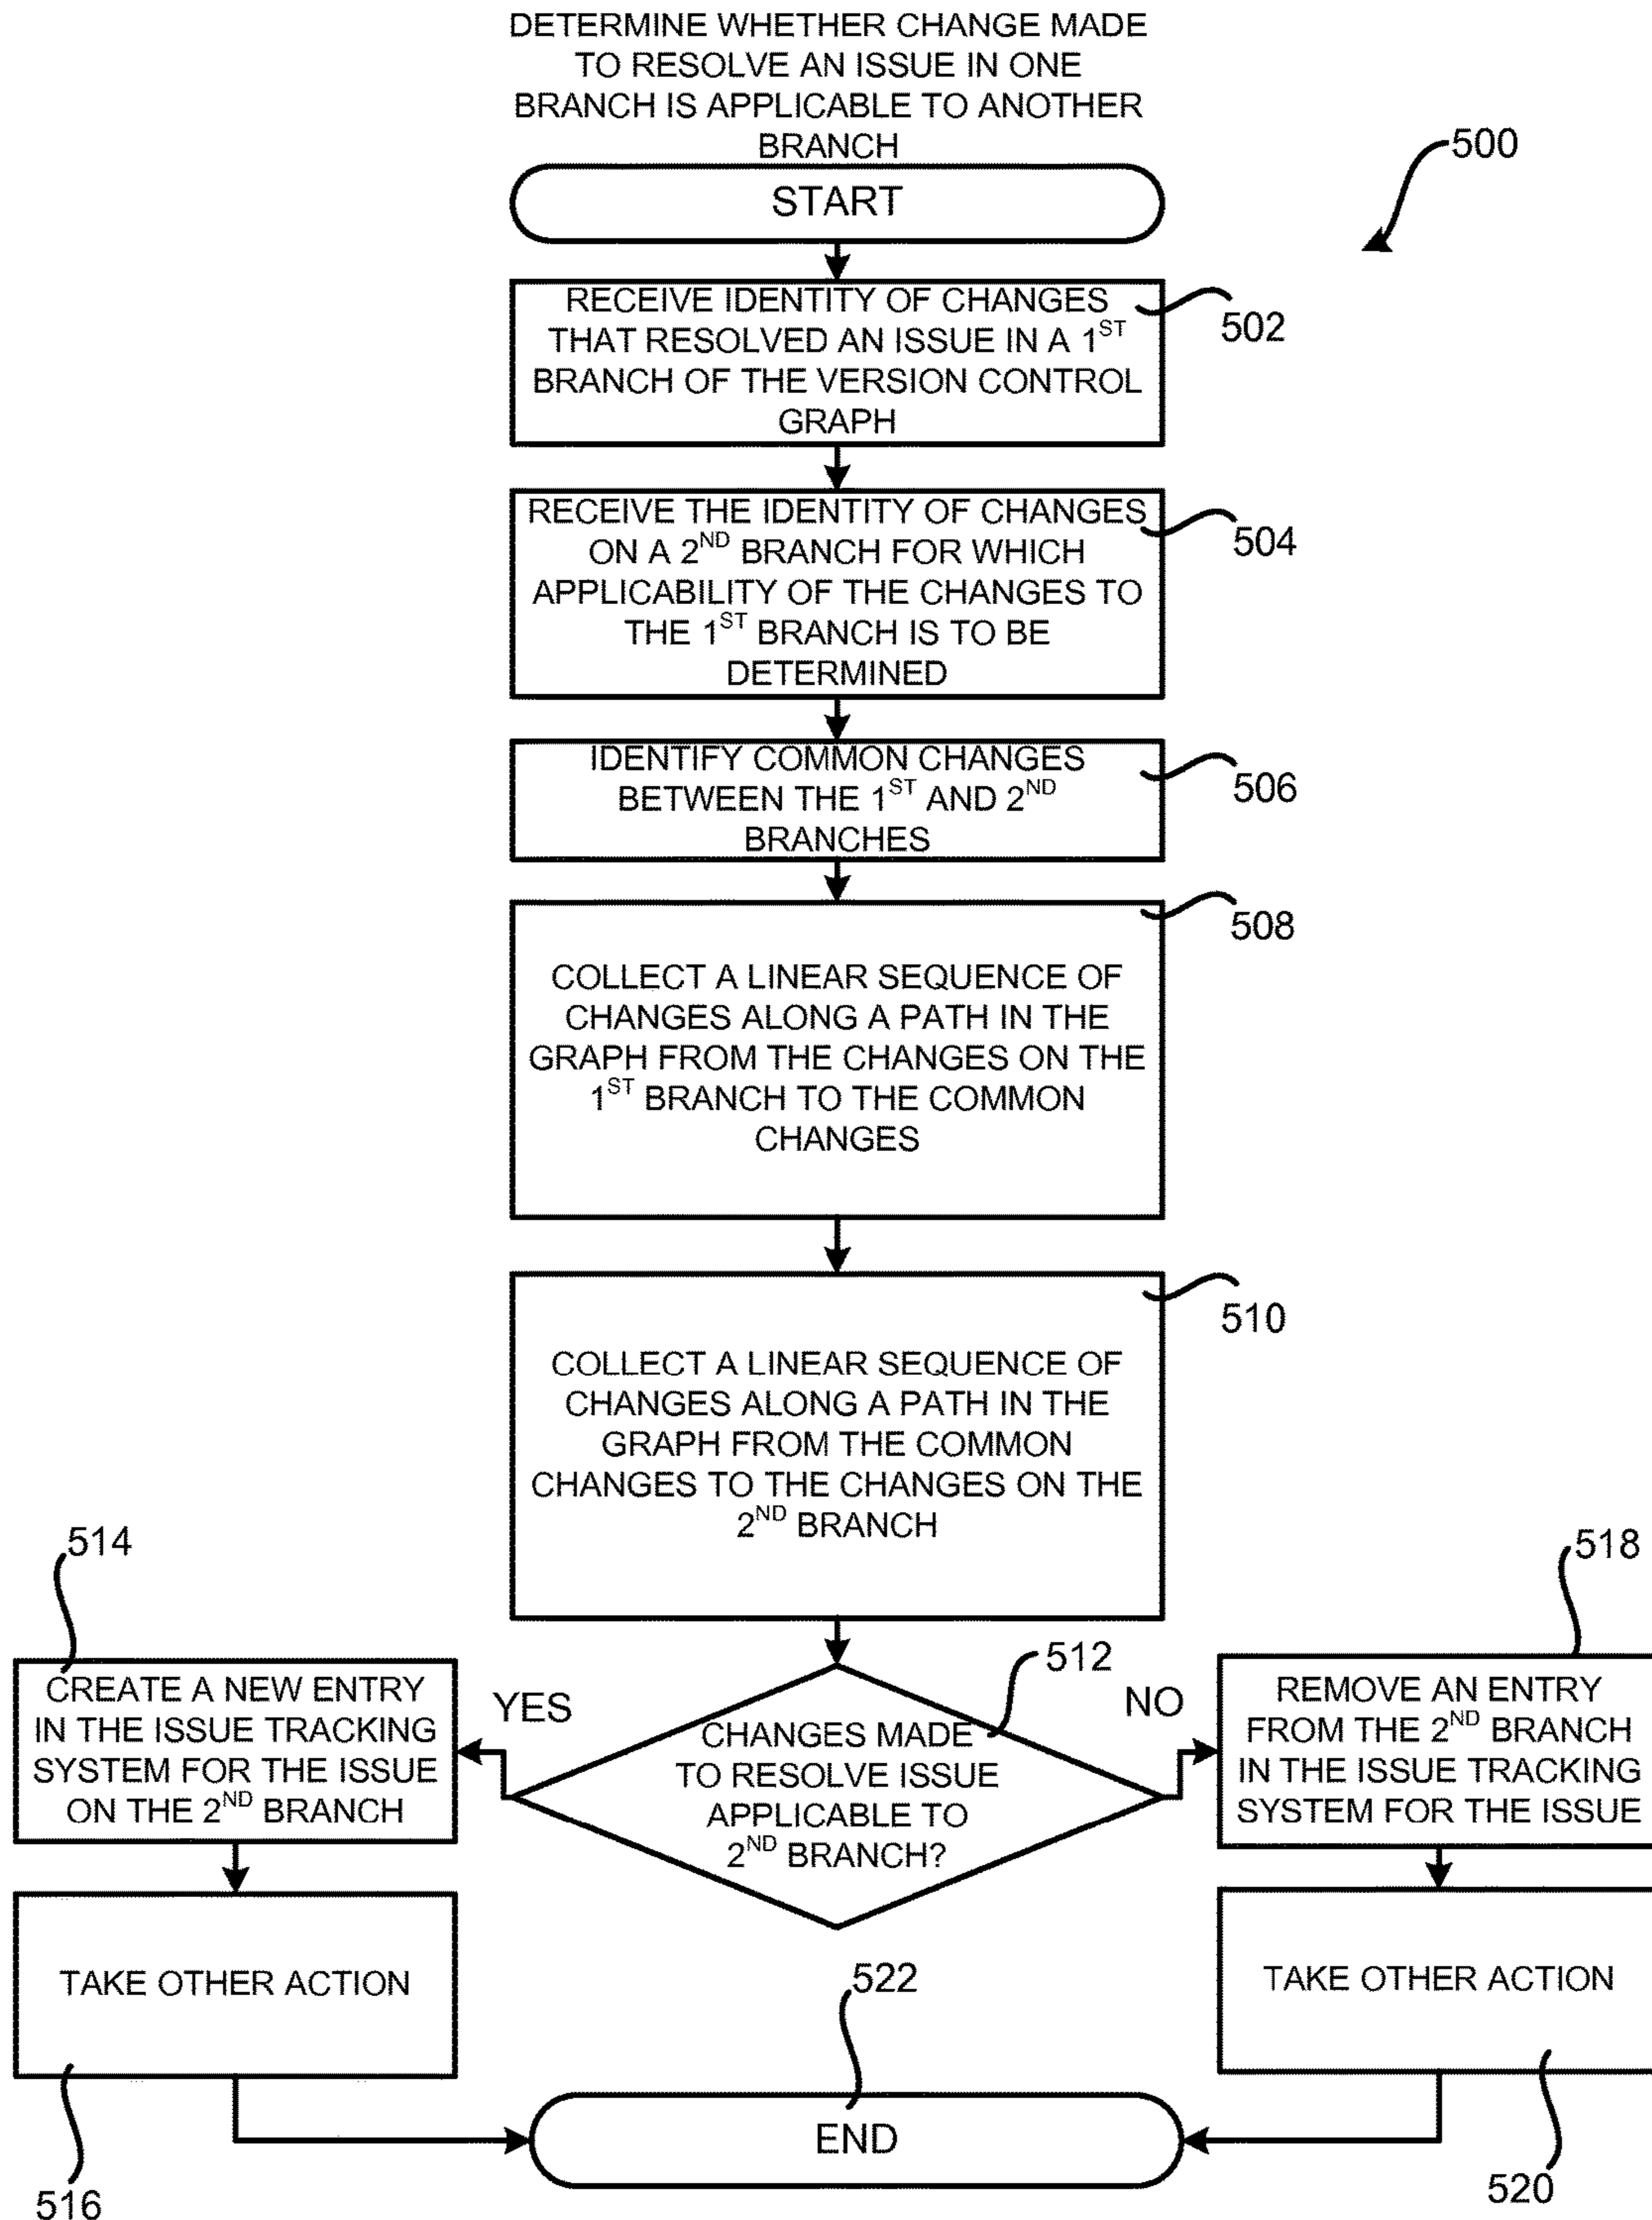 DETERMINE WHETHER CHANGE MADE
TO RESOLVE AN ISSUE IN ONE
BRANCH IS APPLICABLE TO ANOTHER
BRANCH
500
START
RECEIVE IDENTITY OF CHANGES
THAT RESOLVED AN ISSUE IN A 1ST
BRANCH OF THE VERSION CONTROL
GRAPH
502
RECEIVE THE IDENTITY OF CHANGES
ON A 2ND BRANCH FOR WHICH
APPLICABILITY OF THE CHANGES TO
THE 1ST BRANCH IS TO BE
DETERMINED
504
IDENTIFY COMMON CHANGES
BETWEEN THE 1ST AND 2ND
BRANCHES
506
508
COLLECT A LINEAR SEQUENCE OF
CHANGES ALONG A PATH IN THE
GRAPH FROM THE CHANGES ON THE
1ST BRANCH TO THE COMMON
CHANGES
510
COLLECT A LINEAR SEQUENCE OF
CHANGES ALONG A PATH IN THE
GRAPH FROM THE COMMON
CHANGES TO THE CHANGES ON THE
2ND BRANCH
512
CHANGES MADE
TO RESOLVE ISSUE
APPLICABLE TO
2ND BRANCH?
YES
514
CREATE A NEW ENTRY
IN THE ISSUE TRACKING
SYSTEM FOR THE ISSUE
ON THE 2ND BRANCH
TAKE OTHER ACTION
516
NO
518
REMOVE AN ENTRY
FROM THE 2ND BRANCH
IN THE ISSUE TRACKING
SYSTEM FOR THE ISSUE
TAKE OTHER ACTION
520
522
END